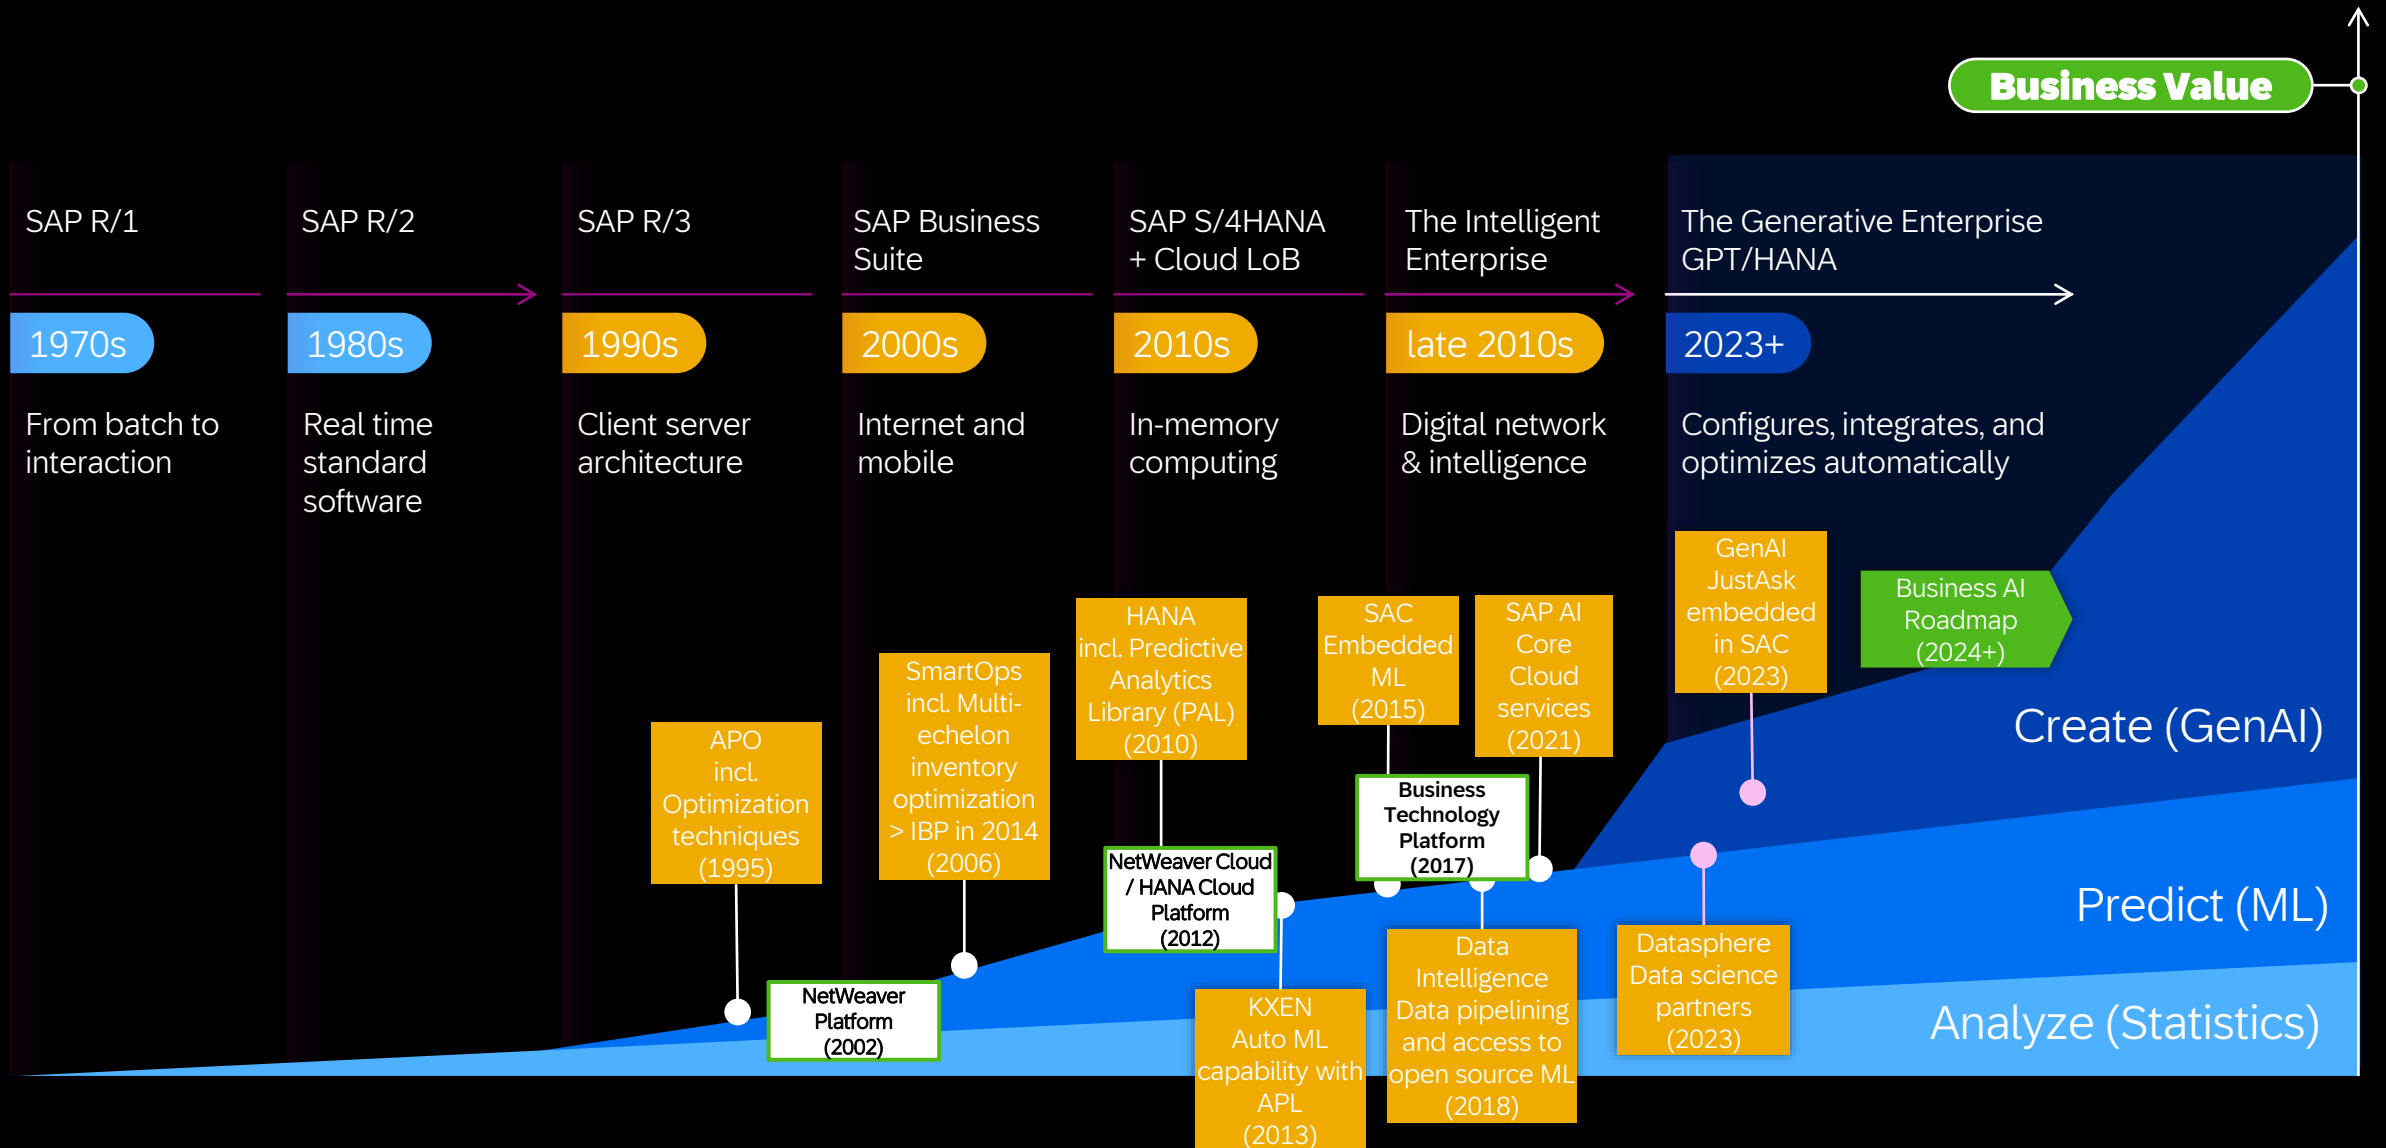 Business Value
SAP R/1
SAP R/2
SAP R/3
SAP Business
Suite
SAP S/4HANA
+ Cloud LoB
The Intelligent
Enterprise
The Generative Enterprise
GPT/HANA
1970s
1980s
1990s
2000s
2010s
late 2010s
2023+
From batch to
interaction
Real time
standard
software
Client server
architecture
Internet and
mobile
In-memory
computing
Digital network
& intelligence
Configures, integrates, and
optimizes automatically
APO
incl.
Optimization
techniques
(1995)
NetWeaver
Platform
(2002)
SmartOps
incl. Multi-
echelon
inventory
optimization
> IBP in 2014
(2006)
HANA
incl. Predictive
Analytics
Library (PAL)
(2010)
NetWeaver Cloud
/ HANA Cloud
Platform
(2012)
KXEN
Auto ML
capability with
APL
(2013)
SAC
Embedded
ML
(2015)
Business
Technology
Platform
(2017)
Data
Intelligence
Data pipelining
and access to
open source ML
(2018)
SAP AI
Core
Cloud
services
(2021)
GenAI
JustAsk
embedded
in SAC
(2023)
Datasphere
Data science
partners
(2023)
Business AI
Roadmap
(2024+)
Create (GenAI)
Predict (ML)
Analyze (Statistics)